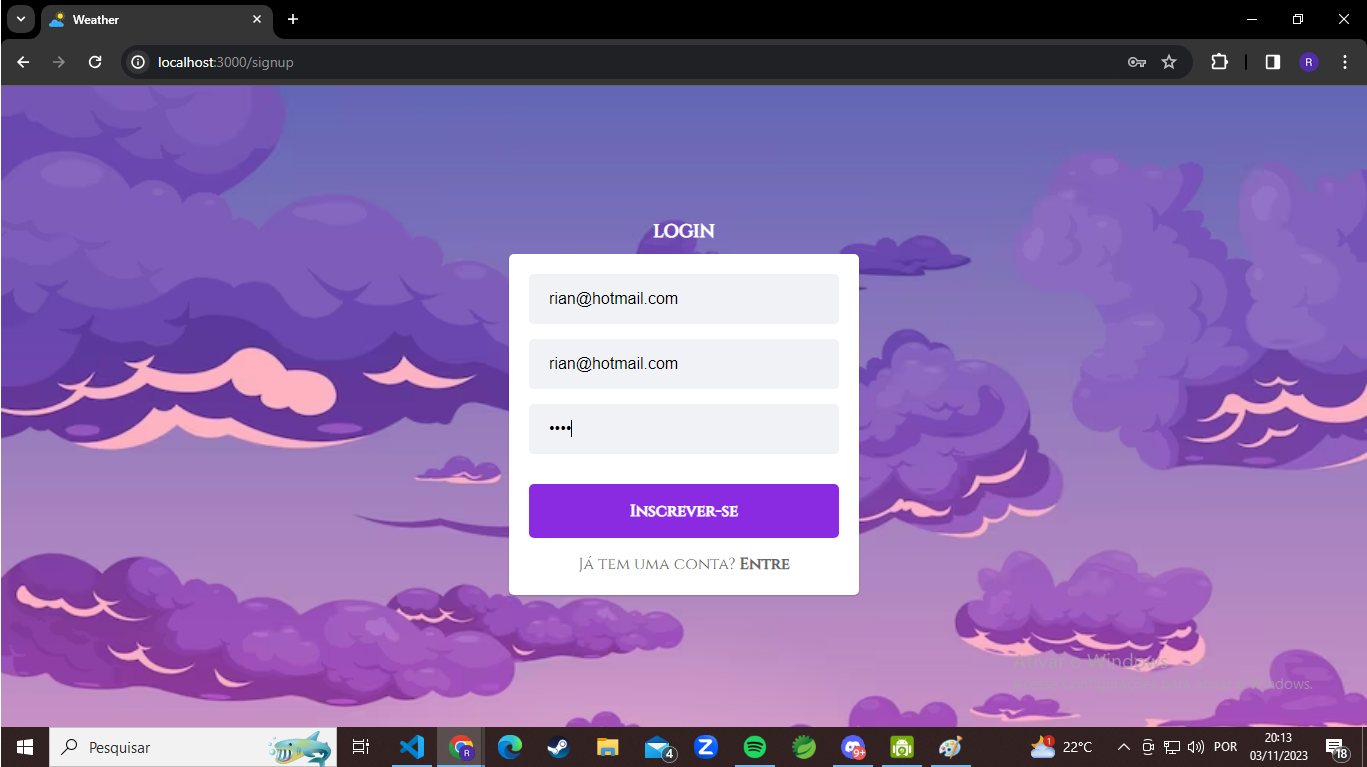 Weather
localhost:3000/signup
R
LOGIN
rian@hotmail.com
rian@hotmail.com
••••
Inscrever-se
Já tem uma conta? Entre
Ativar o Windows
Windows.
Pesquisar
R
4
Z
9+
1
22°C
POR
20:13
03/11/2023
18